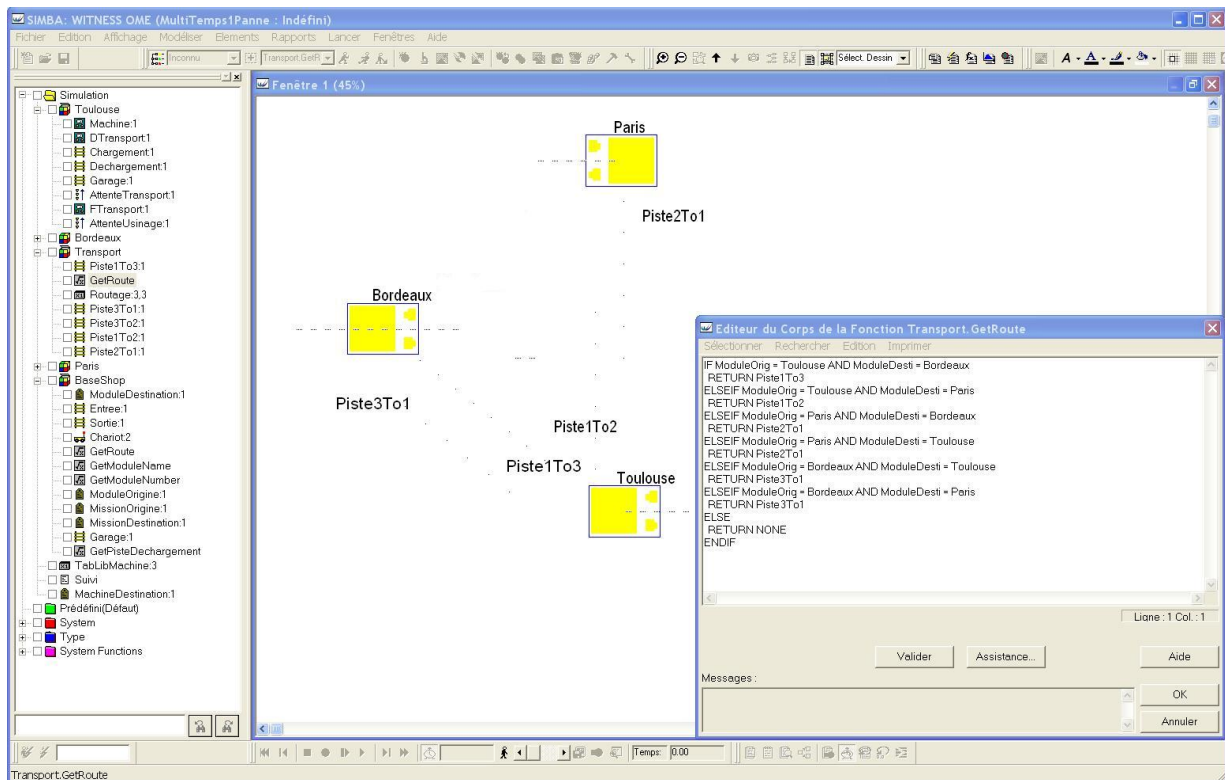 SIMBA: WITNESS OME (MultiTemps1Panne : Indéfini)
Fichier Edition Affichage Modéliser Elements Rapports Lancer Fenêtres Aide
Inconnu Transport.GetR Sélect. Dessin
Simulation
Toulouse
Machine:1
DTransport:1
Chargement:1
Dechargement:1
Garage:1
AttenteTransport:1
FTransport:1
AttenteUsinage:1
Bordeaux
Transport
Piste1To3:1
GetRoute
Routage:3,3
Piste3To1:1
Piste3To2:1
Piste1To2:1
Piste2To1:1
Paris
BaseShop
ModuleDestination:1
Entree:1
Sortie:1
Chariot:2
GetRoute
GetModuleName
GetModuleNumber
ModuleOrigine:1
MissionOrigine:1
MissionDestination:1
Garage:1
GetPisteDechargement
TabLibMachine:3
Suivi
MachineDestination:1
Prédéfini(Défaut)
System
Type
System Functions
Fenêtre 1 (45%)
Paris
Piste2To1
Bordeaux
Piste3To1
Piste1To2
Piste1To3
Toulouse
Editeur du Corps de la Fonction Transport.GetRoute
Sélectionner Rechercher Edition Imprimer
IF ModuleOrig = Toulouse AND ModuleDesti = Bordeaux
RETURN Piste1To3
ELSEIF ModuleOrig = Toulouse AND ModuleDesti = Paris
RETURN Piste1To2
ELSEIF ModuleOrig = Paris AND ModuleDesti = Bordeaux
RETURN Piste2To1
ELSEIF ModuleOrig = Paris AND ModuleDesti = Toulouse
RETURN Piste2To1
ELSEIF ModuleOrig = Bordeaux AND ModuleDesti = Toulouse
RETURN Piste3To1
ELSEIF ModuleOrig = Bordeaux AND ModuleDesti = Paris
RETURN Piste3To1
ELSE
RETURN NONE
ENDIF
Ligne : 1 Col. : 1
Valider Assistance... Aide
Messages :
OK
Annuler
Temps: 0.00
Transport.GetRoute